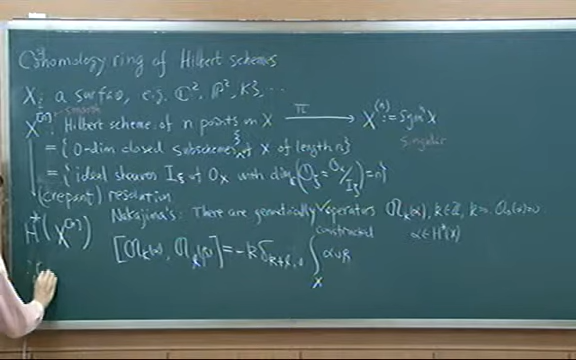 Cohomology ring of Hilbert schemes
X: a surface, e.g. ℂ², ℙ², K3, ...
X^[n]: Hilbert scheme of n points in X —π→ X^(n) := Sym^n X
smooth
singular
= {0-dim closed subschemes ξ of X of length n}
= {ideal sheaves I_ξ of O_X with dim_ℂ (O_ξ = O_X/I_ξ) = n}
(crepant) resolution
Nakajima's: There are geometrically constructed operators 𝔞_k(α), k∈ℤ, k=0, 𝔞_0(α)=0
α∈H*(X)
H*(X^[n])
[𝔞_k(α), 𝔞_ℓ(β)] = -k δ_{k+ℓ,0} ∫_X α∪β